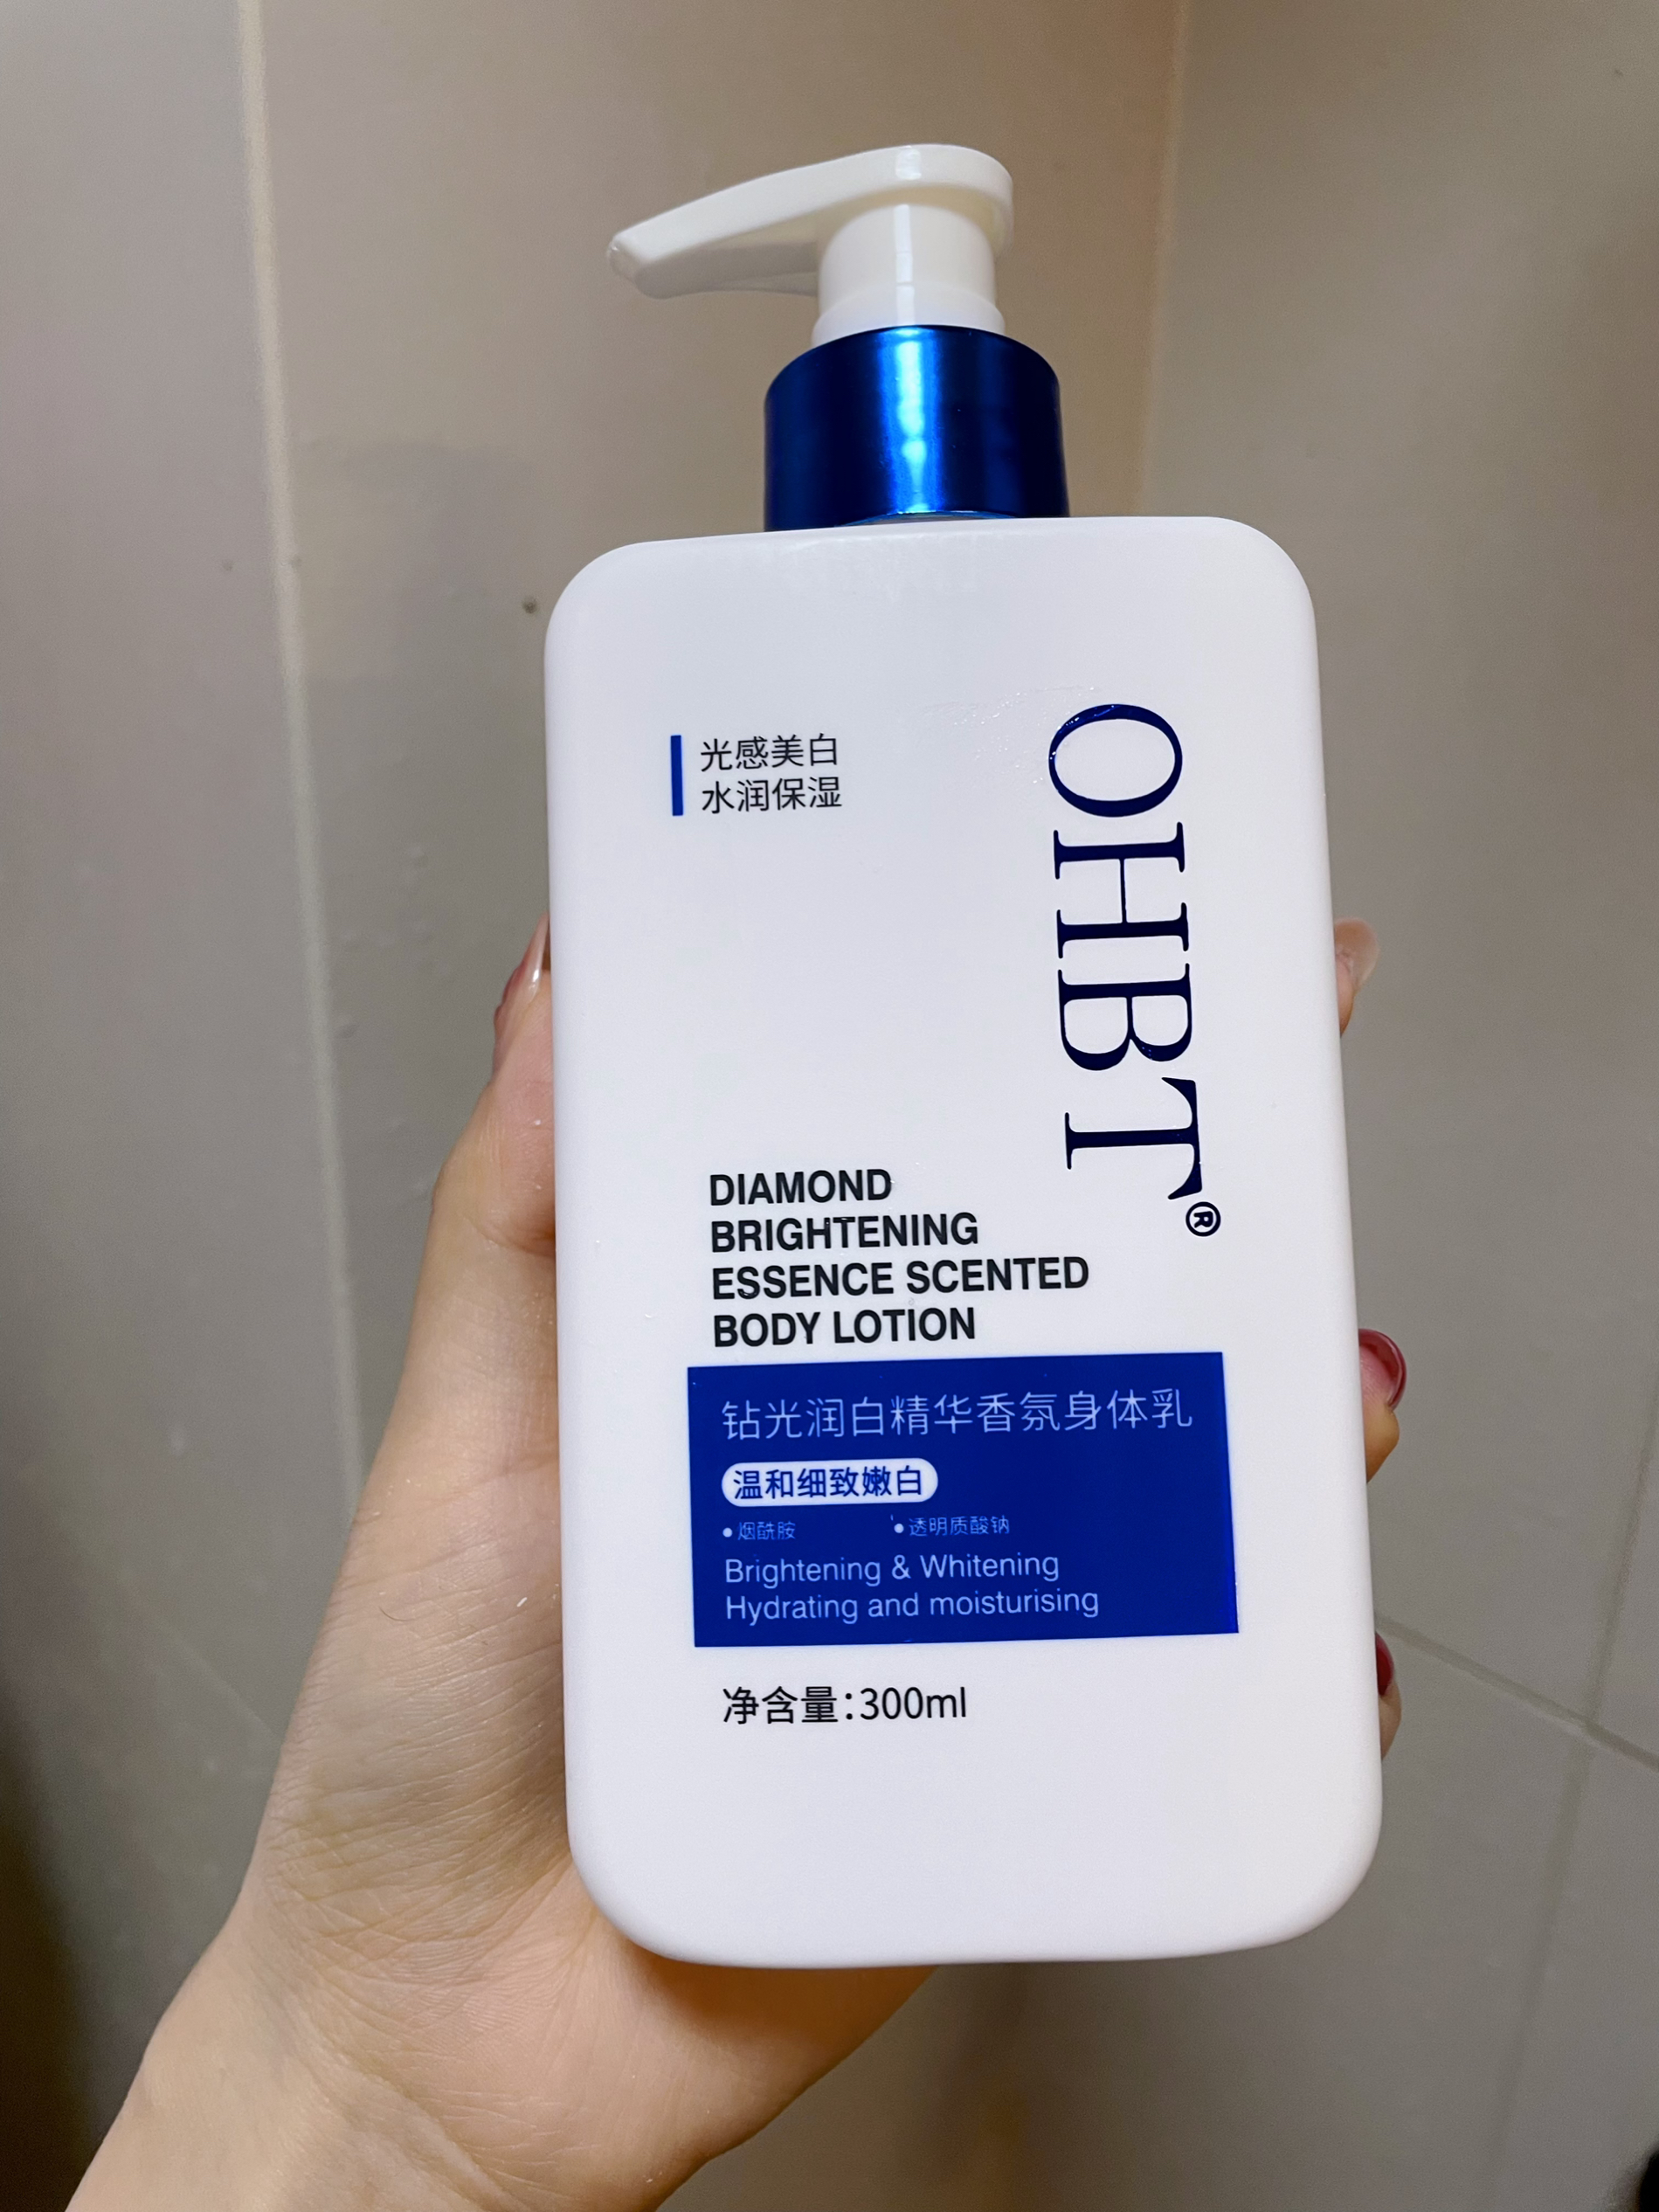 光感美白
水润保湿
OHBT®
DIAMOND
BRIGHTENING
ESSENCE SCENTED
BODY LOTION
钻光润白精华香氛身体乳
温和细致嫩白
•烟酰胺 •透明质酸钠
Brightening & Whitening
Hydrating and moisturising
净含量:300ml